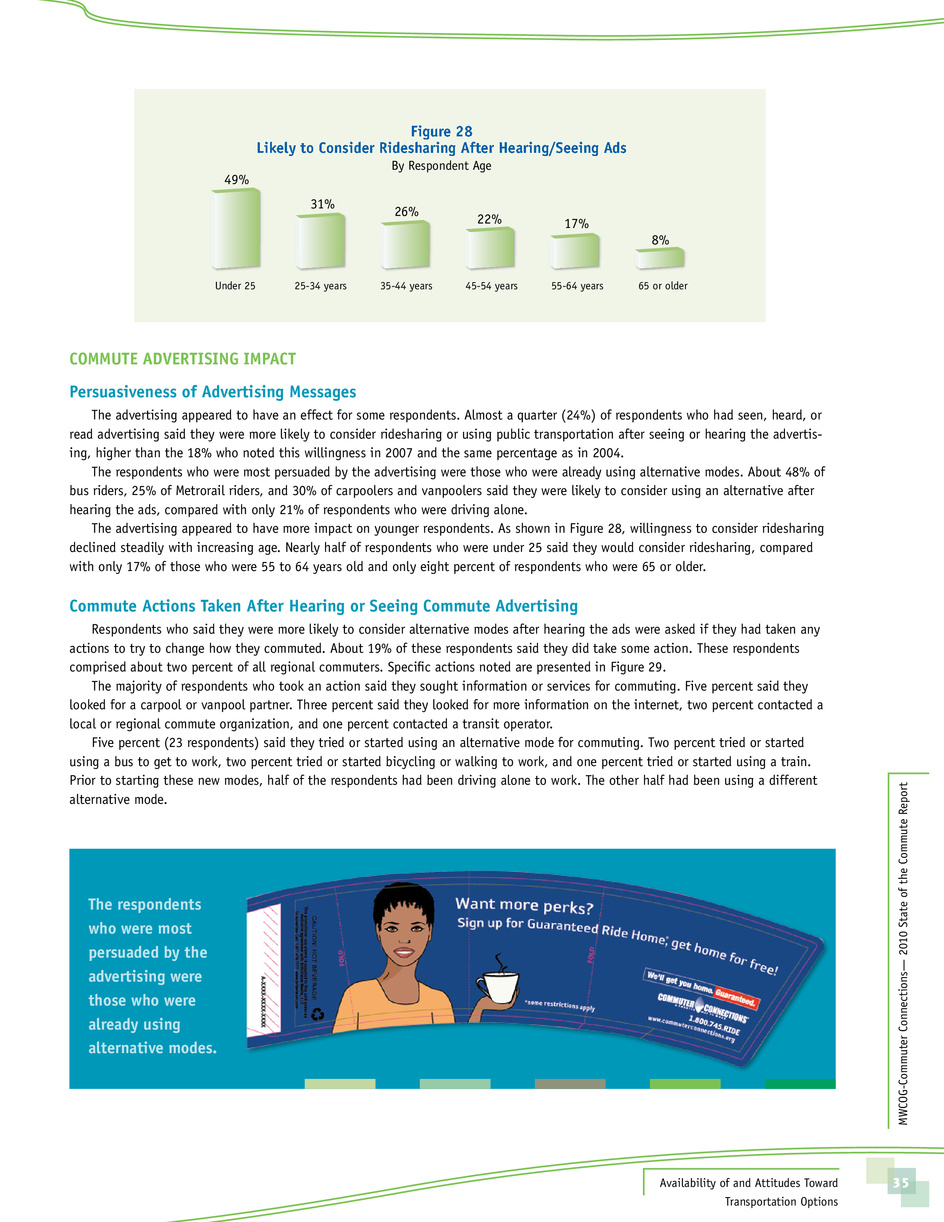 Figure 28
Likely to Consider Ridesharing After Hearing/Seeing Ads
By Respondent Age
49%
31%
26%
22%
17%
8%
Under 25
25-34 years
35-44 years
45-54 years
55-64 years
65 or older
COMMUTE ADVERTISING IMPACT
Persuasiveness of Advertising Messages
The advertising appeared to have an effect for some respondents. Almost a quarter (24%) of respondents who had seen, heard, or
read advertising said they were more likely to consider ridesharing or using public transportation after seeing or hearing the advertis-
ing, higher than the 18% who noted this willingness in 2007 and the same percentage as in 2004.
The respondents who were most persuaded by the advertising were those who were already using alternative modes. About 48% of
bus riders, 25% of Metrorail riders, and 30% of carpoolers and vanpoolers said they were likely to consider using an alternative after
hearing the ads, compared with only 21% of respondents who were driving alone.
The advertising appeared to have more impact on younger respondents. As shown in Figure 28, willingness to consider ridesharing
declined steadily with increasing age. Nearly half of respondents who were under 25 said they would consider ridesharing, compared
with only 17% of those who were 55 to 64 years old and only eight percent of respondents who were 65 or older.
Commute Actions Taken After Hearing or Seeing Commute Advertising
Respondents who said they were more likely to consider alternative modes after hearing the ads were asked if they had taken any
actions to try to change how they commuted. About 19% of these respondents said they did take some action. These respondents
comprised about two percent of all regional commuters. Specific actions noted are presented in Figure 29.
The majority of respondents who took an action said they sought information or services for commuting. Five percent said they
looked for a carpool or vanpool partner. Three percent said they looked for more information on the internet, two percent contacted a
local or regional commute organization, and one percent contacted a transit operator.
Five percent (23 respondents) said they tried or started using an alternative mode for commuting. Two percent tried or started
using a bus to get to work, two percent tried or started bicycling or walking to work, and one percent tried or started using a train.
Prior to starting these new modes, half of the respondents had been driving alone to work. The other half had been using a different
alternative mode.
The respondents
who were most
persuaded by the
advertising were
those who were
already using
alternative modes.
CAUTION: HOT BEVERAGE
FOLD
Want more perks?
Sign up for Guaranteed Ride Home, get home for free!
FOLD
*some restrictions apply
We'll get you home. Guaranteed.
COMMUTER CONNECTIONS
1.800.745.RIDE
www.commuterconnections.org
MWCOG-Commuter Connections— 2010 State of the Commute Report
Availability of and Attitudes Toward
Transportation Options
35